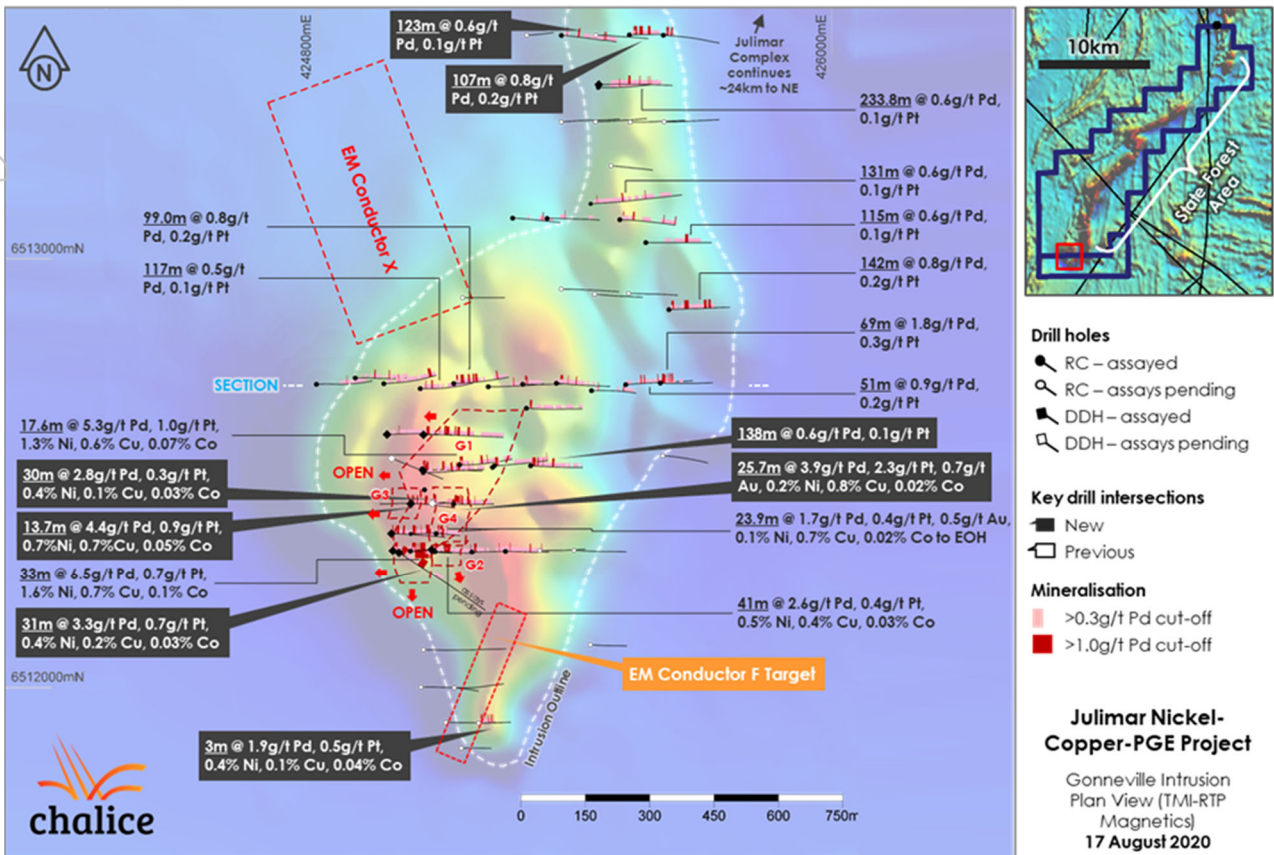 123m @ 0.6g/t
Pd, 0.1g/t Pt
107m @ 0.8g/t
Pd, 0.2g/t Pt
424800mE
Julimar
Complex
continues
~24km to NE
426000mE
233.8m @ 0.6g/t Pd,
0.1g/t Pt
131m @ 0.6g/t Pd,
0.1g/t Pt
115m @ 0.6g/t Pd,
0.1g/t Pt
142m @ 0.8g/t Pd,
0.2g/t Pt
69m @ 1.8g/t Pd,
0.3g/t Pt
51m @ 0.9g/t Pd,
0.2g/t Pt
N
EM Conductor X
99.0m @ 0.8g/t
Pd, 0.2g/t Pt
6513000mN
117m @ 0.5g/t
Pd, 0.1g/t Pt
SECTION
17.6m @ 5.3g/t Pd, 1.0g/t Pt,
1.3% Ni, 0.6% Cu, 0.07% Co
30m @ 2.8g/t Pd, 0.3g/t Pt,
0.4% Ni, 0.1% Cu, 0.03% Co
13.7m @ 4.4g/t Pd, 0.9g/t Pt,
0.7%Ni, 0.7%Cu, 0.05% Co
33m @ 6.5g/t Pd, 0.7g/t Pt,
1.6% Ni, 0.7% Cu, 0.1% Co
31m @ 3.3g/t Pd, 0.7g/t Pt,
0.4% Ni, 0.2% Cu, 0.03% Co
G1
OPEN
G3
G4
G2
OPEN
assays
pending
138m @ 0.6g/t Pd, 0.1g/t Pt
25.7m @ 3.9g/t Pd, 2.3g/t Pt, 0.7g/t
Au, 0.2% Ni, 0.8% Cu, 0.02% Co
23.9m @ 1.7g/t Pd, 0.4g/t Pt, 0.5g/t Au,
0.1% Ni, 0.7% Cu, 0.02% Co to EOH
41m @ 2.6g/t Pd, 0.4g/t Pt,
0.5% Ni, 0.4% Cu, 0.03% Co
EM Conductor F Target
6512000mN
Intrusion Outline
3m @ 1.9g/t Pd, 0.5g/t Pt,
0.4% Ni, 0.1% Cu, 0.04% Co
chalice
0 150 300 450 600 750m
10km
State Forest
Area
Drill holes
RC – assayed
RC – assays pending
DDH – assayed
DDH – assays pending
Key drill intersections
New
Previous
Mineralisation
>0.3g/t Pd cut-off
>1.0g/t Pd cut-off
Julimar Nickel-
Copper-PGE Project
Gonneville Intrusion
Plan View (TMI-RTP
Magnetics)
17 August 2020